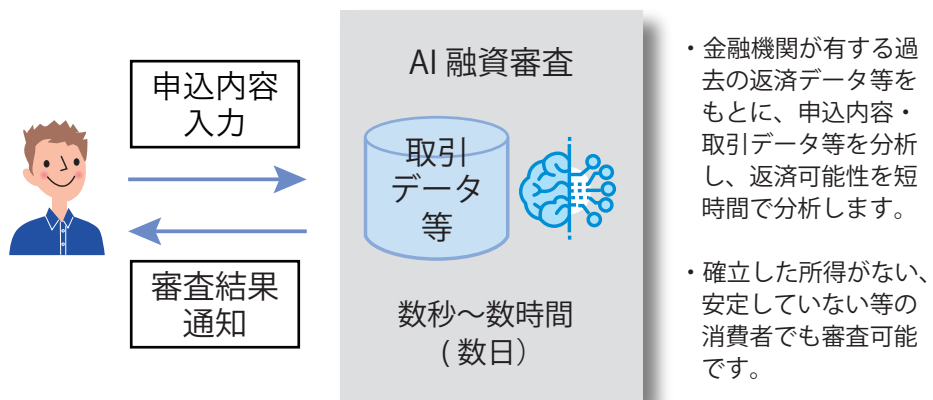 申込内容
入力
審査結果
通知
AI 融資審査
取引
データ
等
数秒～数時間
( 数日）
・金融機関が有する過
去の返済データ等を
もとに、申込内容・
取引データ等を分析
し、返済可能性を短
時間で分析します。
・確立した所得がない、
安定していない等の
消費者でも審査可能
です。